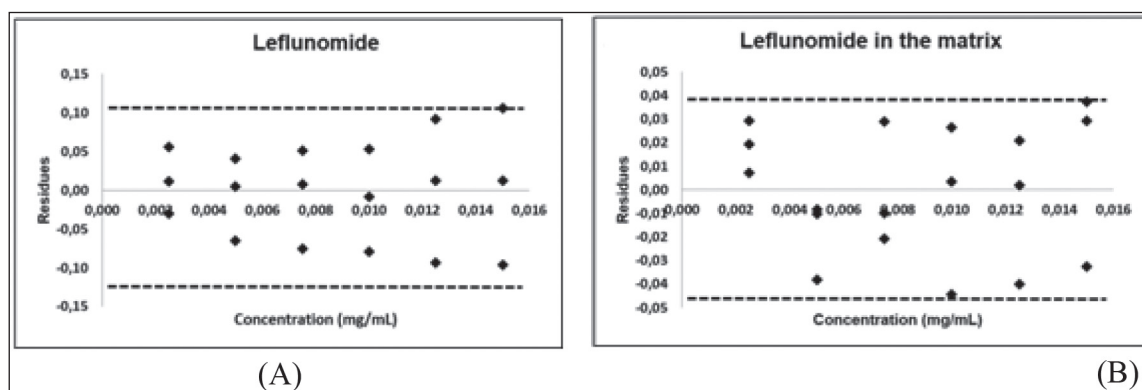 Leflunomide
0,15
0,10
0,05
0,00
-0,05
-0,10
-0,15
Residues
0,000 0,002 0,004 0,006 0,008 0,010 0,012 0,014 0,016
Concentration (mg/mL)
(A)
Leflunomide in the matrix
0,05
0,04
0,03
0,02
0,01
0,00
-0,01
-0,02
-0,03
-0,04
-0,05
Residues
0,000 0,002 0,004 0,006 0,008 0,010 0,012 0,014 0,016
Concentration (mg/mL)
(B)